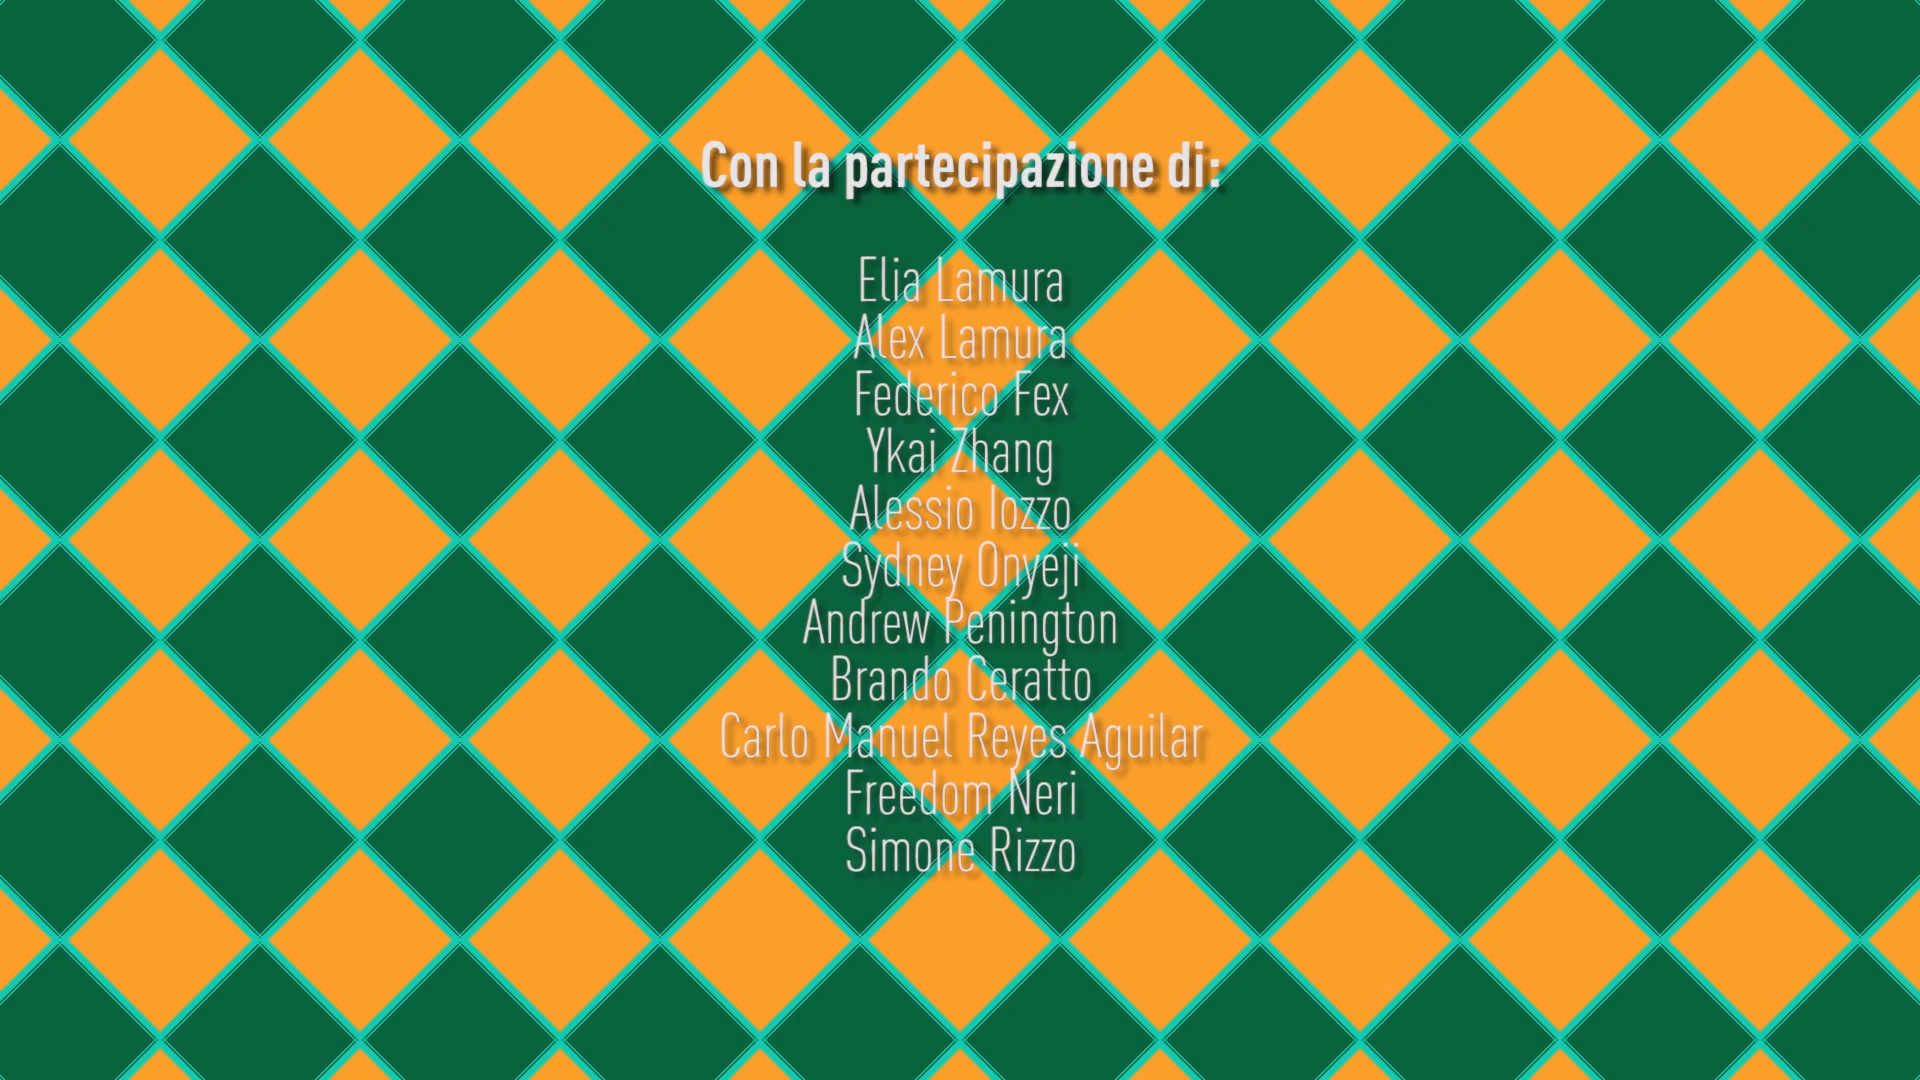 Con la partecipazione di:
Elia Lamura
Alex Lamura
Federico Fex
Ykai Zhang
Alessio Iozzo
Sydney Onyeji
Andrew Penington
Brando Ceratto
Carlo Manuel Reyes Aguilar
Freedom Neri
Simone Rizzo